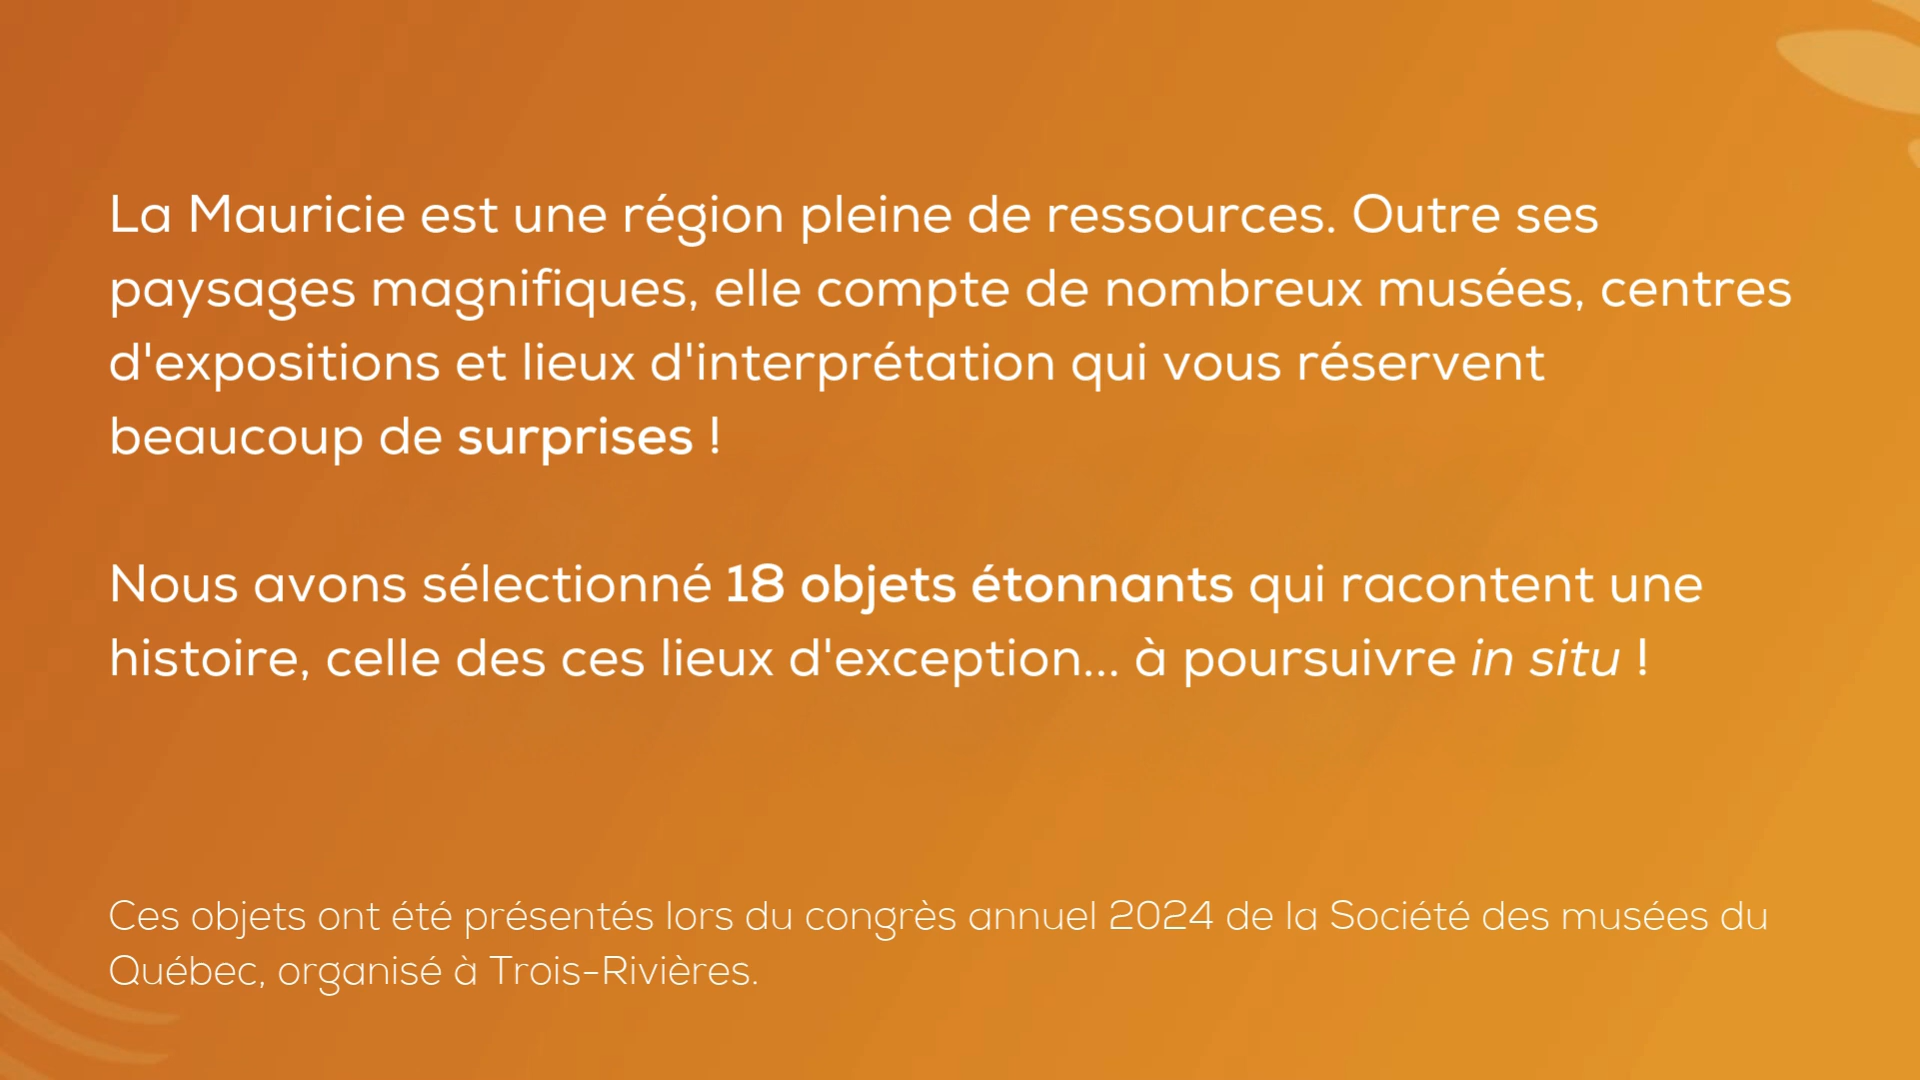 La Mauricie est une région pleine de ressources. Outre ses
paysages magnifiques, elle compte de nombreux musées, centres
d'expositions et lieux d'interprétation qui vous réservent
beaucoup de surprises !
Nous avons sélectionné 18 objets étonnants qui racontent une
histoire, celle des ces lieux d'exception... à poursuivre in situ !
Ces objets ont été présentés lors du congrès annuel 2024 de la Société des musées du
Québec, organisé à Trois-Rivières.